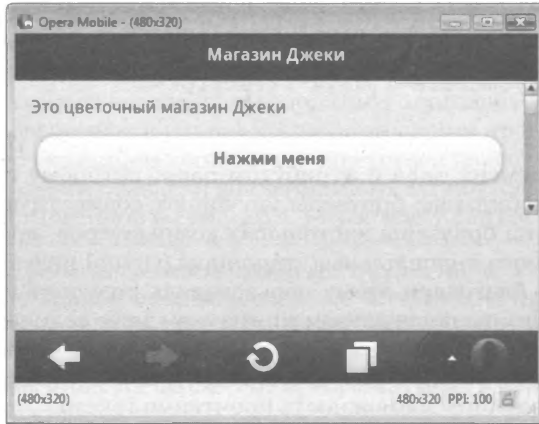 Opera Mobile - (480x320)
Магазин Джеки
Это цветочный магазин Джеки
Нажми меня
(480x320)
480x320 PPI: 100